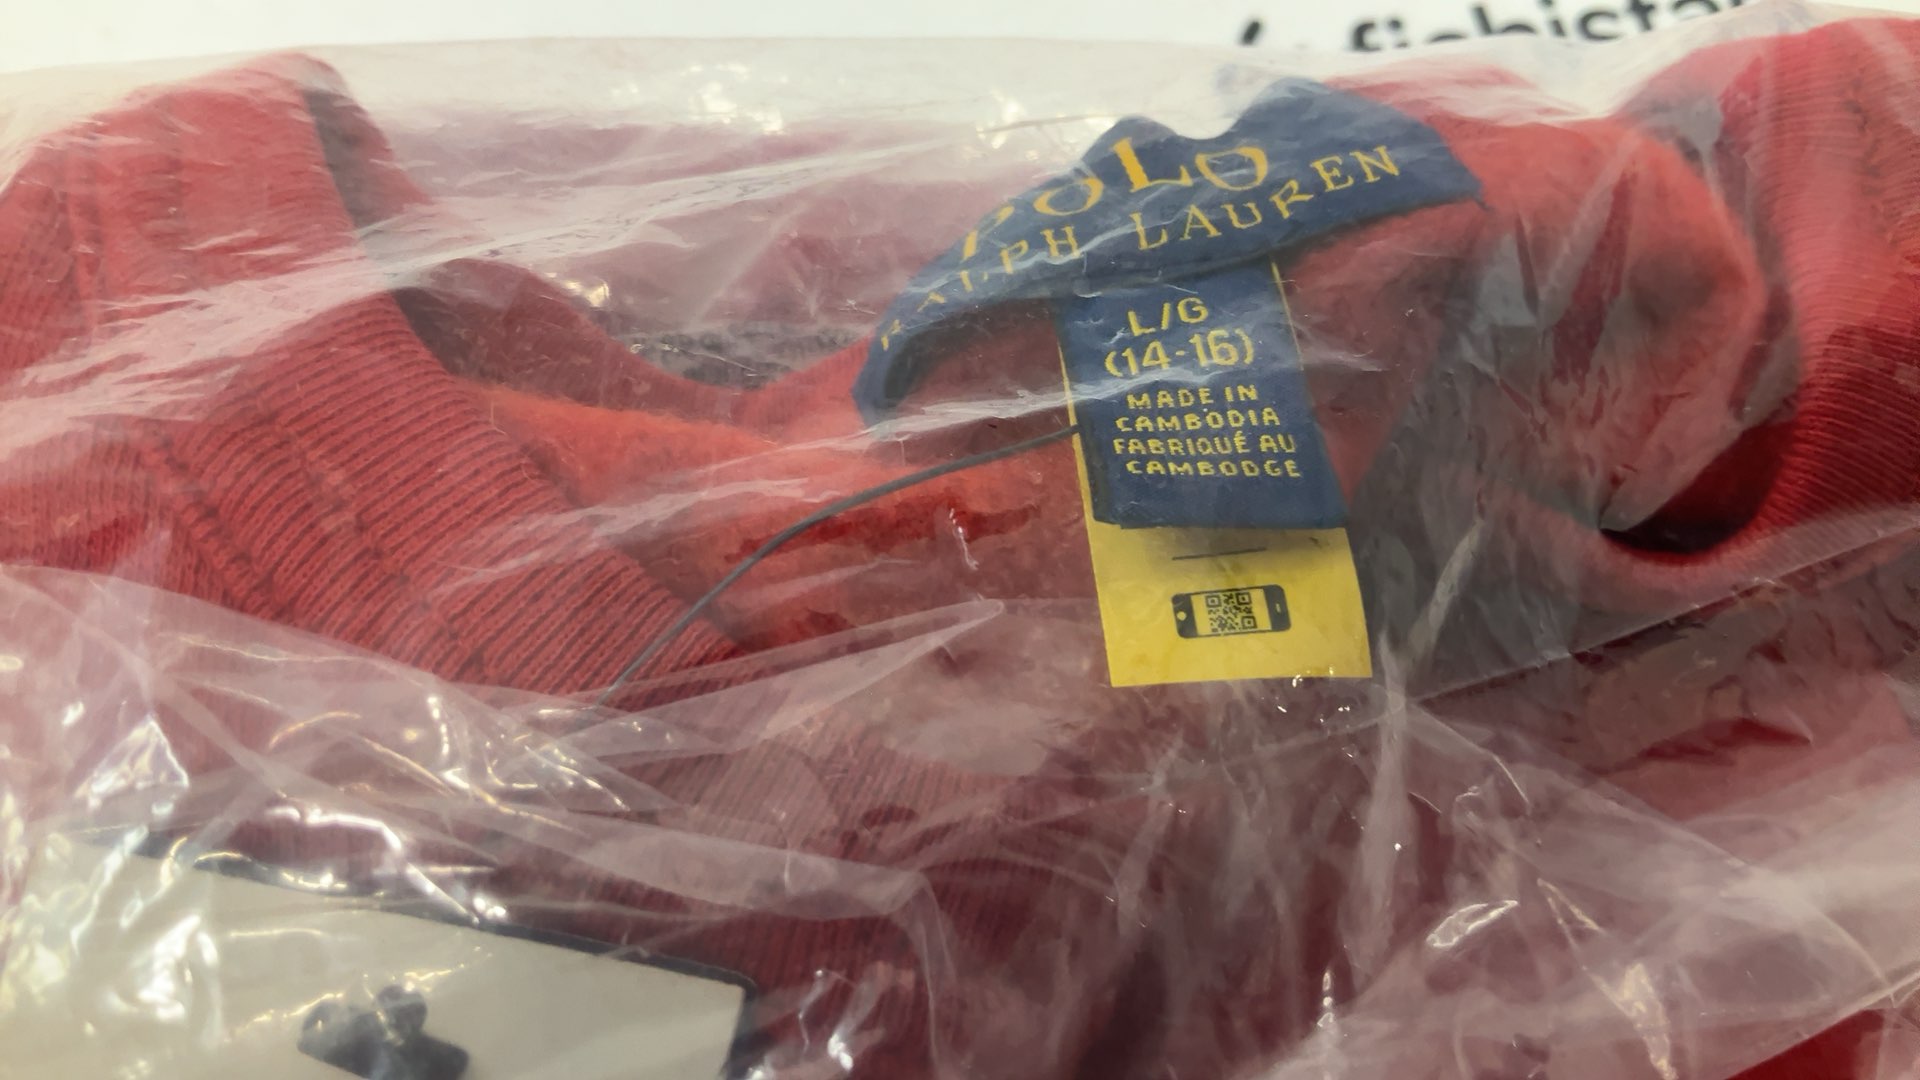 POLO
RALPH LAUREN
L/G
(14-16)
MADE IN
CAMBODIA
FABRIQUÉ AU
CAMBODGE